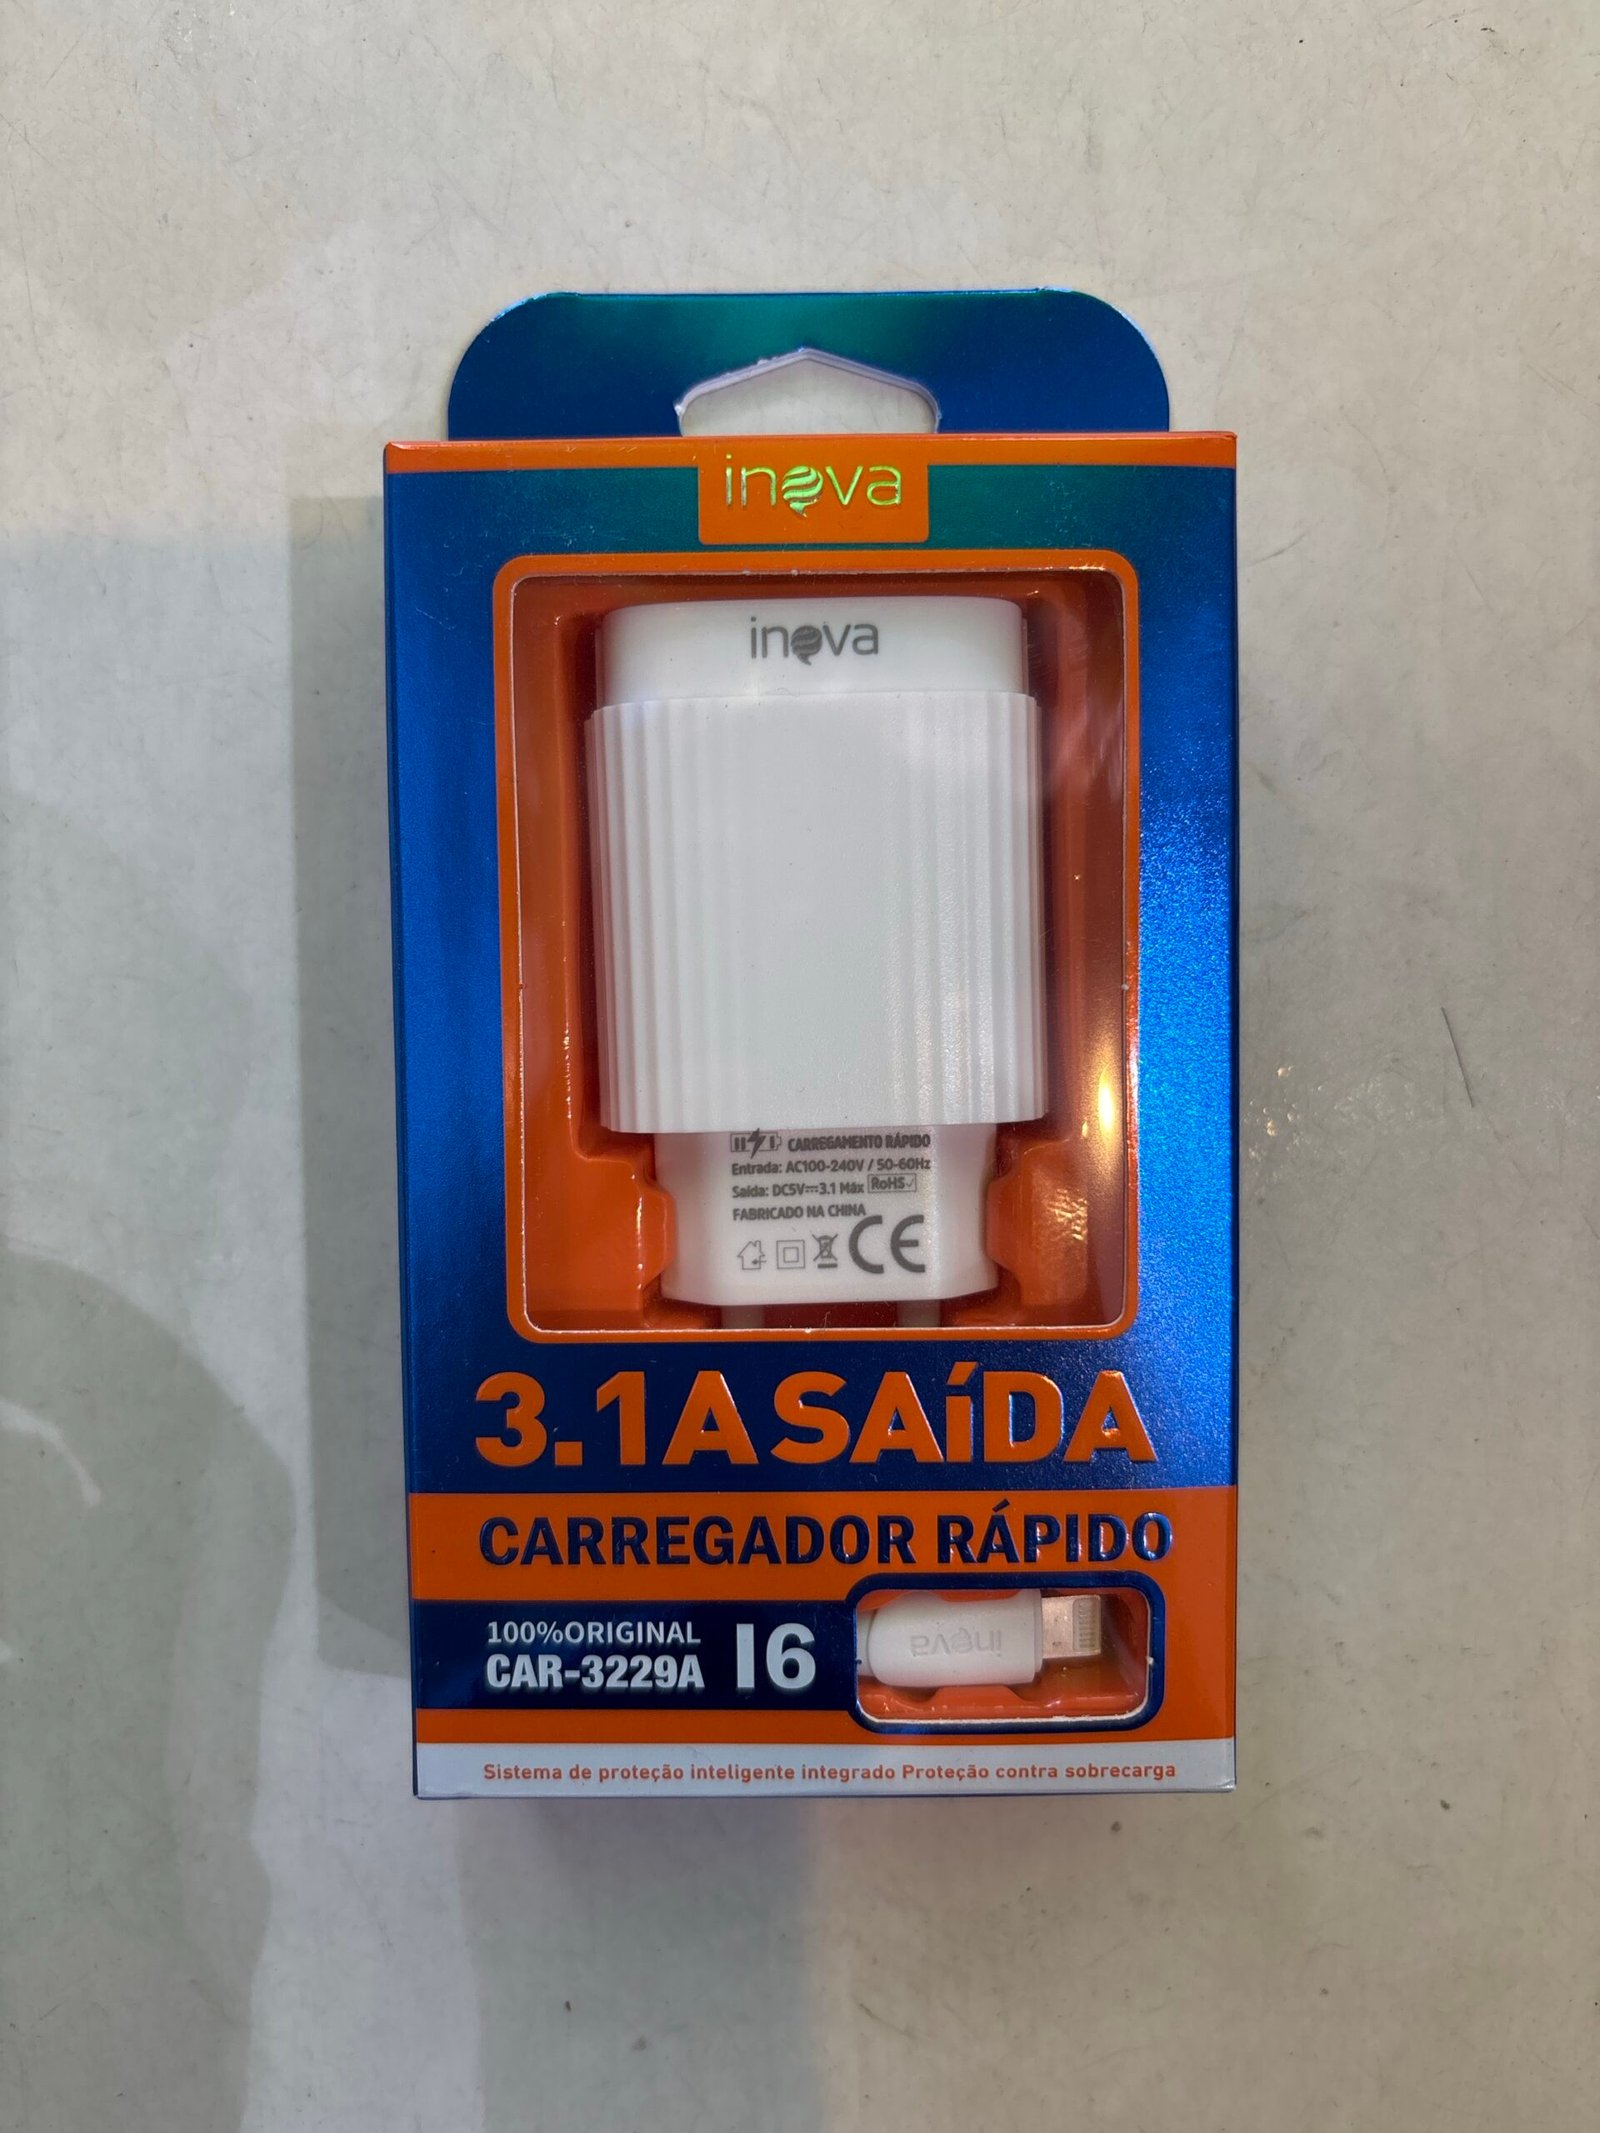 inova
inova
CARREGAMENTO RÁPIDO
Entrada: AC100-240V / 50-60Hz
Saída: DC5V⎓3.1 Máx RoHS✓
FABRICADO NA CHINA
CE
3.1A SAíDA
CARREGADOR RÁPIDO
100%ORIGINAL
CAR-3229A I6
inova
Sistema de proteção inteligente integrado Proteção contra sobrecarga